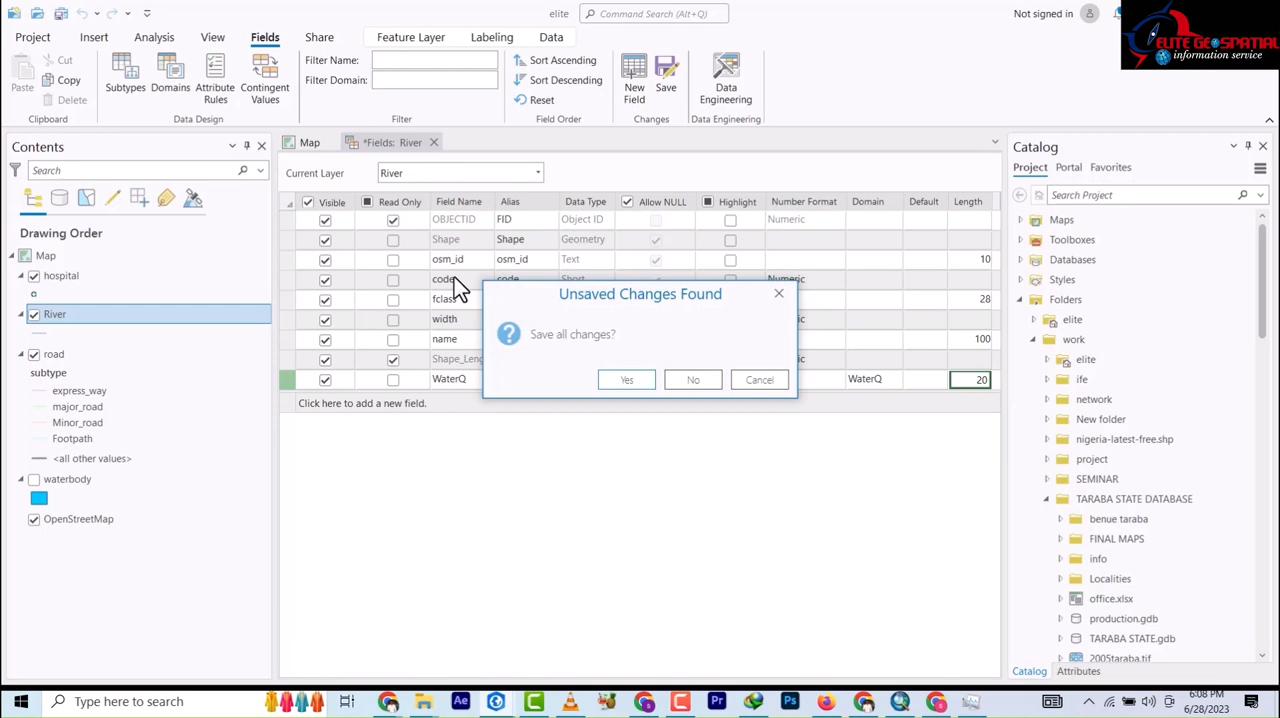 elite
Command Search (Alt+Q)
Not signed in
ELITE GEOSPATIAL
information service
Project
Insert
Analysis
View
Fields
Share
Feature Layer
Labeling
Data
Paste
Cut
Copy
Delete
Clipboard
Subtypes
Domains
Attribute Rules
Contingent Values
Data Design
Filter Name:
Filter Domain:
Filter
Sort Ascending
Sort Descending
Reset
Field Order
New Field
Save
Changes
Data Engineering
Data Engineering
Contents
Search
Drawing Order
Map
hospital
River
road
subtype
express_way
major_road
Minor_road
Footpath
<all other values>
waterbody
OpenStreetMap
Map
*Fields: River
Current Layer
River
Visible Read Only Field Name Alias Data Type Allow NULL Highlight Number Format Domain Default Length
OBJECTID FID Object ID Numeric
Shape Shape Geometry
osm_id osm_id Text 10
code code Short Numeric
fclass 28
width
name 100
Shape_Leng
WaterQ WaterQ 20
Click here to add a new field.
Unsaved Changes Found
Save all changes?
Yes
No
Cancel
Catalog
Project Portal Favorites
Search Project
Maps
Toolboxes
Databases
Styles
Folders
elite
work
elite
ife
network
New folder
nigeria-latest-free.shp
project
SEMINAR
TARABA STATE DATABASE
benue taraba
FINAL MAPS
info
Localities
office.xlsx
production.gdb
TARABA STATE.gdb
2005taraba.tif
Catalog Attributes
Type here to search
Ae
Pr
Ps
6:08 PM
6/28/2023